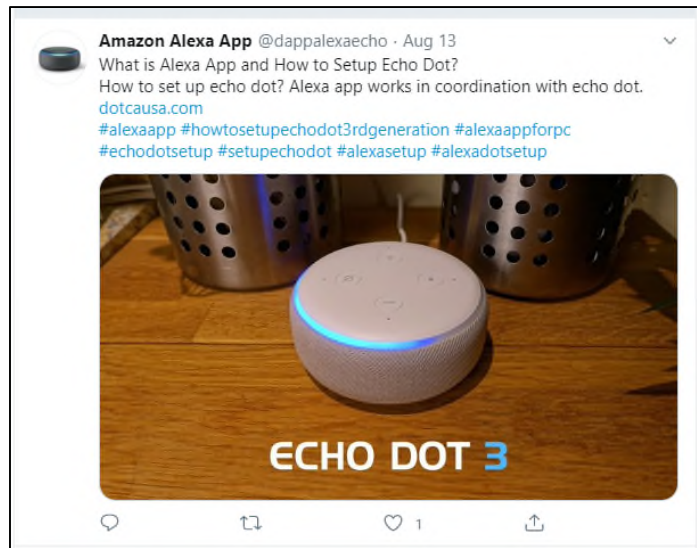 Amazon Alexa App @dappalexaecho · Aug 13
What is Alexa App and How to Setup Echo Dot?
How to set up echo dot? Alexa app works in coordination with echo dot.
dotcausa.com
#alexaapp #howtosetupechodot3rdgeneration #alexaappforpc
#echodotsetup #setupechodot #alexasetup #alexadotsetup
ECHO DOT 3
1